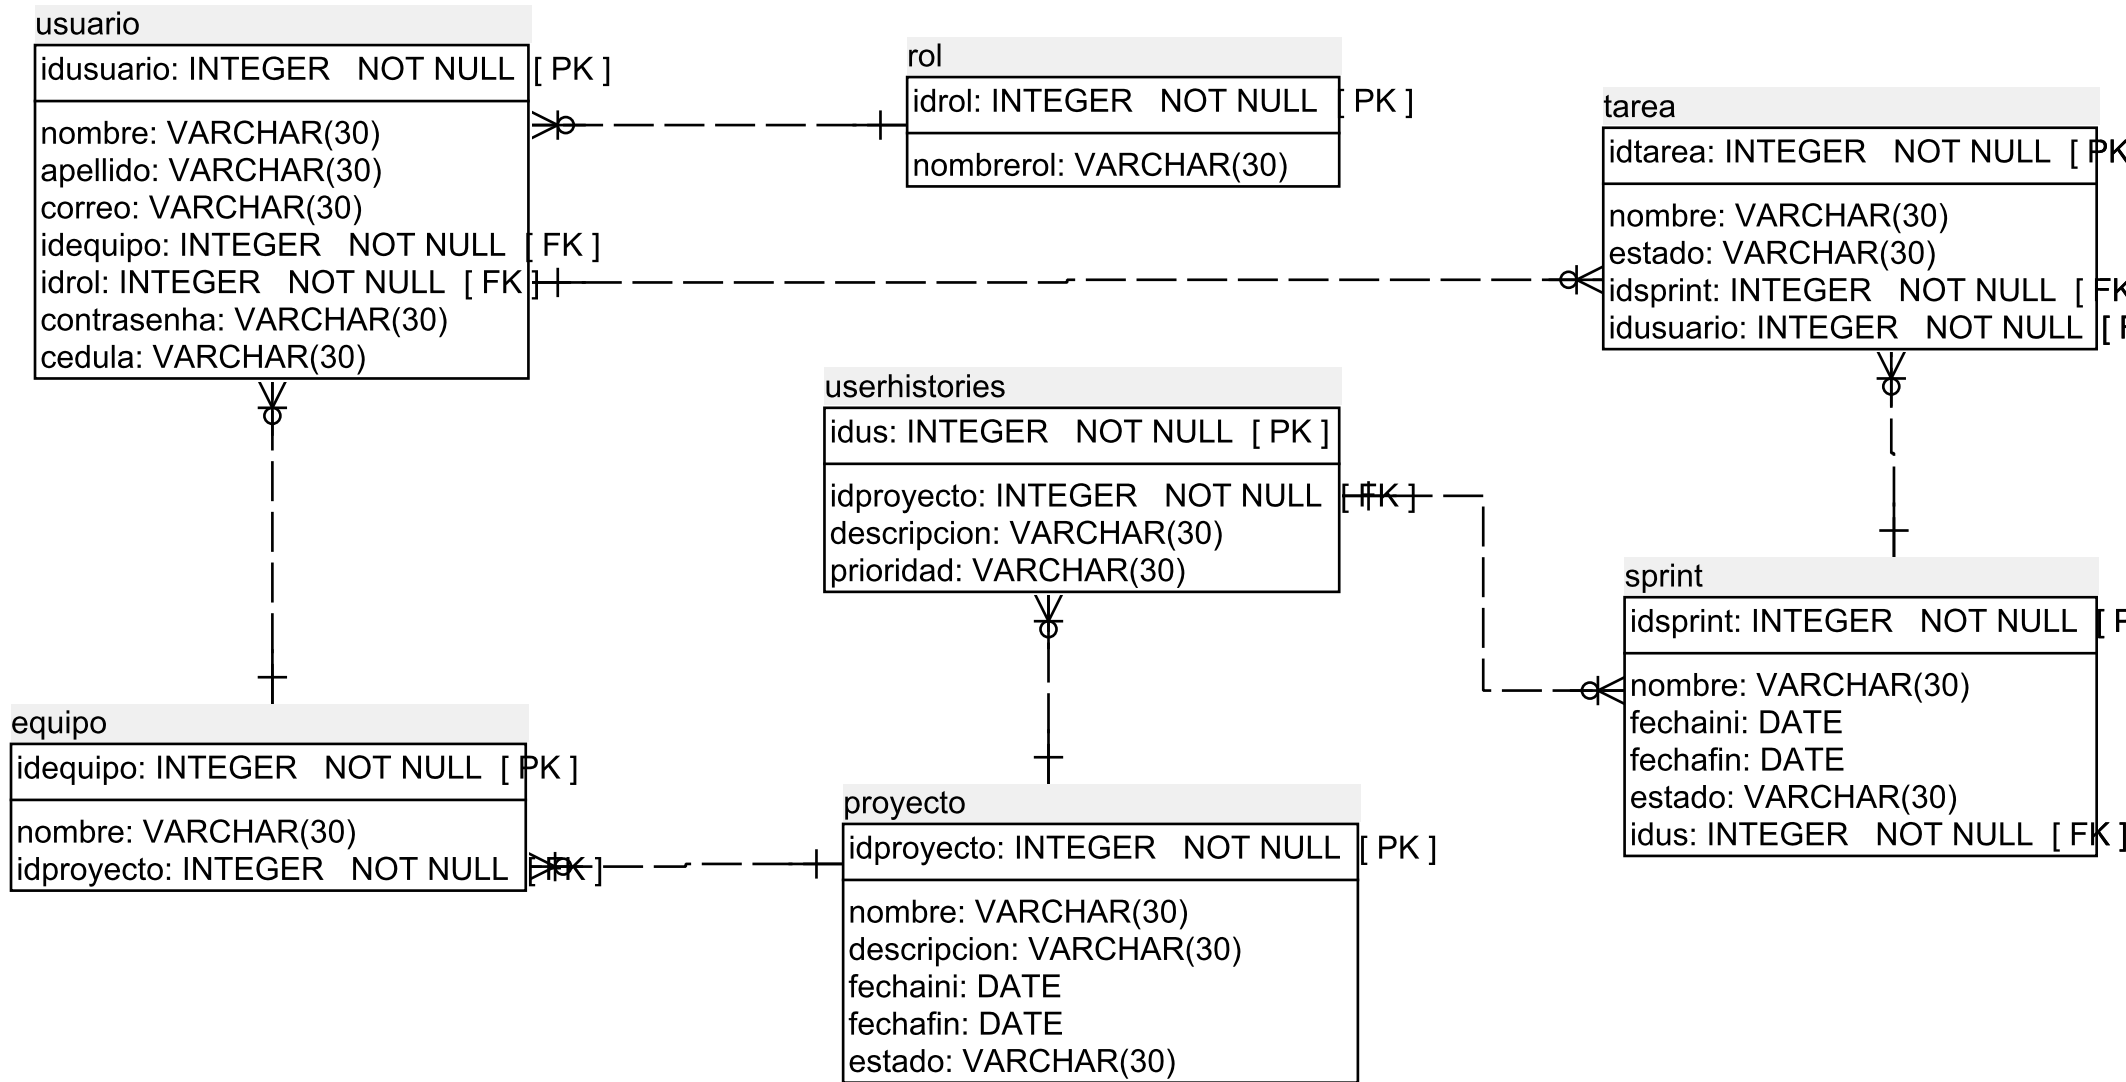 usuario
idusuario: INTEGER NOT NULL [ PK ]
nombre: VARCHAR(30)
apellido: VARCHAR(30)
correo: VARCHAR(30)
idequipo: INTEGER NOT NULL [ FK ]
idrol: INTEGER NOT NULL [ FK ]
contrasenha: VARCHAR(30)
cedula: VARCHAR(30)
rol
idrol: INTEGER NOT NULL [ PK ]
nombrerol: VARCHAR(30)
tarea
idtarea: INTEGER NOT NULL [ PK
nombre: VARCHAR(30)
estado: VARCHAR(30)
idsprint: INTEGER NOT NULL [ FK
idusuario: INTEGER NOT NULL [ F
userhistories
idus: INTEGER NOT NULL [ PK ]
idproyecto: INTEGER NOT NULL [ FK ]
descripcion: VARCHAR(30)
prioridad: VARCHAR(30)
sprint
idsprint: INTEGER NOT NULL [ P
nombre: VARCHAR(30)
fechaini: DATE
fechafin: DATE
estado: VARCHAR(30)
idus: INTEGER NOT NULL [ FK ]
equipo
idequipo: INTEGER NOT NULL [ PK ]
nombre: VARCHAR(30)
idproyecto: INTEGER NOT NULL [ FK ]
proyecto
idproyecto: INTEGER NOT NULL [ PK ]
nombre: VARCHAR(30)
descripcion: VARCHAR(30)
fechaini: DATE
fechafin: DATE
estado: VARCHAR(30)